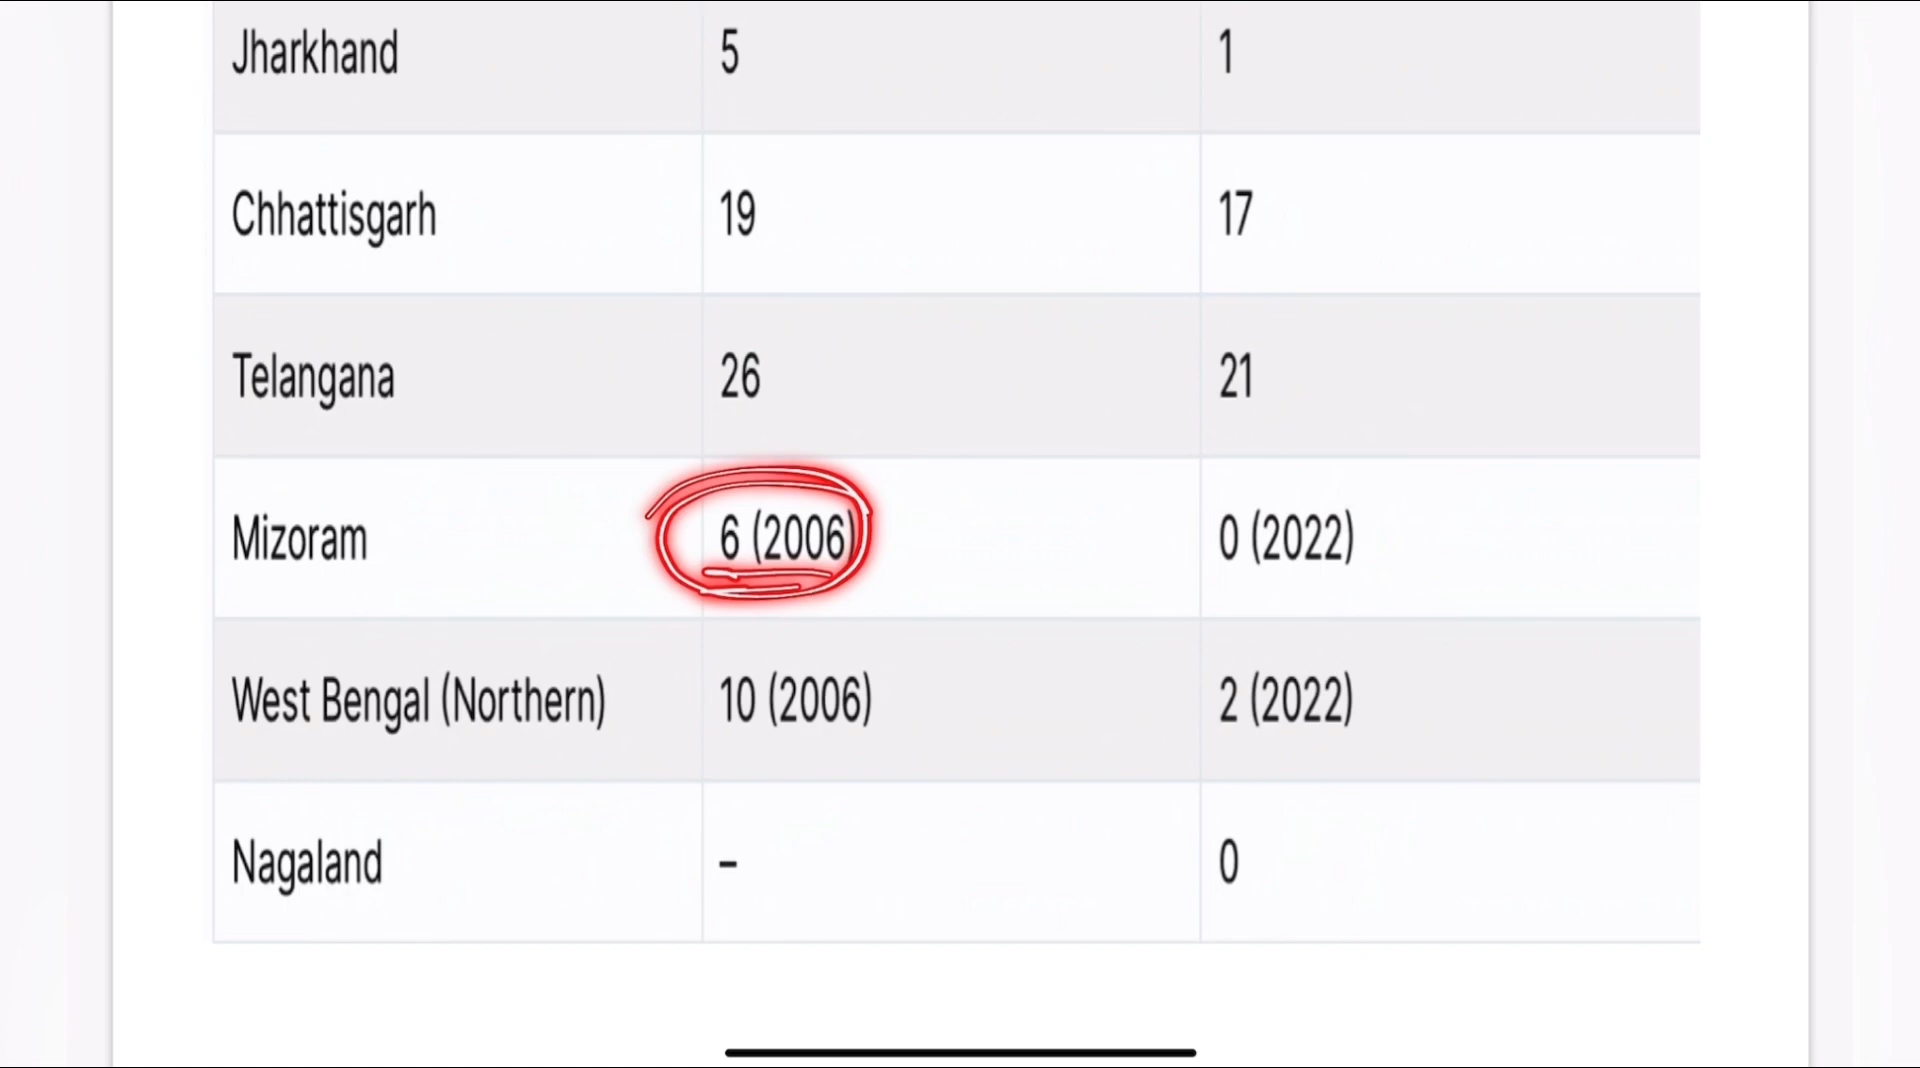 Jharkhand 5 1
Chhattisgarh 19 17
Telangana 26 21
Mizoram 6 (2006) 0 (2022)
West Bengal (Northern) 10 (2006) 2 (2022)
Nagaland – 0